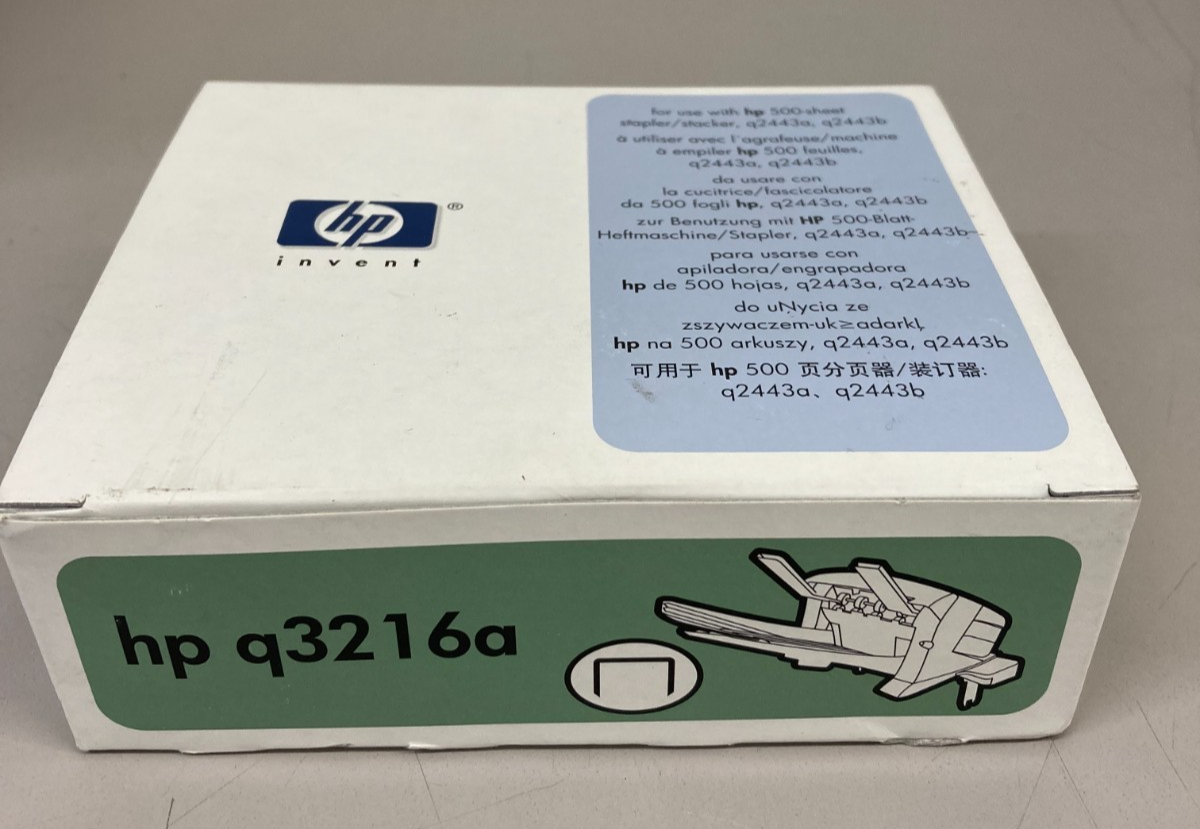 hp®
invent
for use with hp 500-sheet
stapler/stacker, q2443a, q2443b
à utiliser avec l'agrafeuse/machine
à empiler hp 500 feuilles,
q2443a, q2443b
da usare con
la cucitrice/fascicolatore
da 500 fogli hp, q2443a, q2443b
zur Benutzung mit HP 500-Blatt-
Heftmaschine/Stapler, q2443a, q2443b
para usarse con
apiladora/engrapadora
hp de 500 hojas, q2443a, q2443b
do uNycia ze
zszywaczem-uk≥adarkl,
hp na 500 arkuszy, q2443a, q2443b
可用于 hp 500 页分页器/装订器:
q2443a、q2443b
hp q3216a